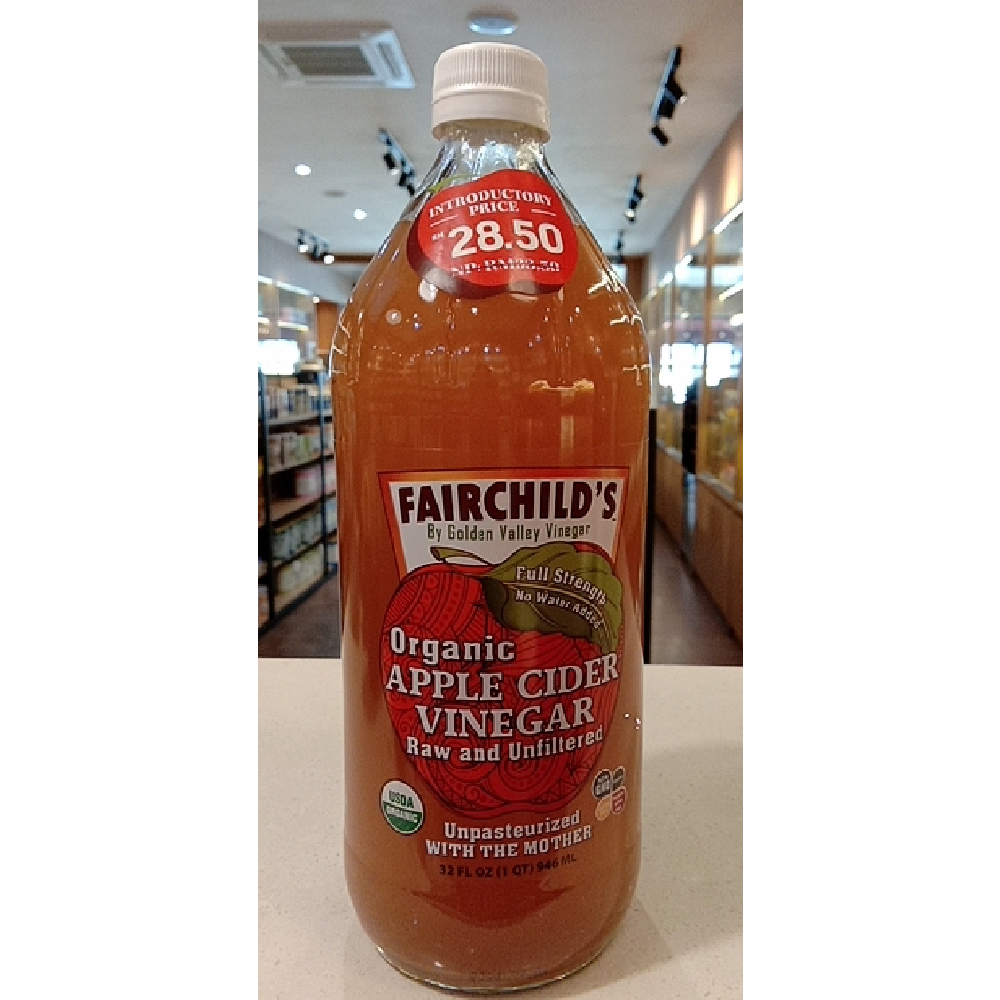 INTRODUCTORY
PRICE
RM 28.50
FAIRCHILD'S
By Golden Valley Vinegar
Full Strength
No Water Added
Organic
APPLE CIDER
VINEGAR
Raw and Unfiltered
USDA
ORGANIC
Unpasteurized
WITH THE MOTHER
32 FL OZ (1 QT) 946 ML